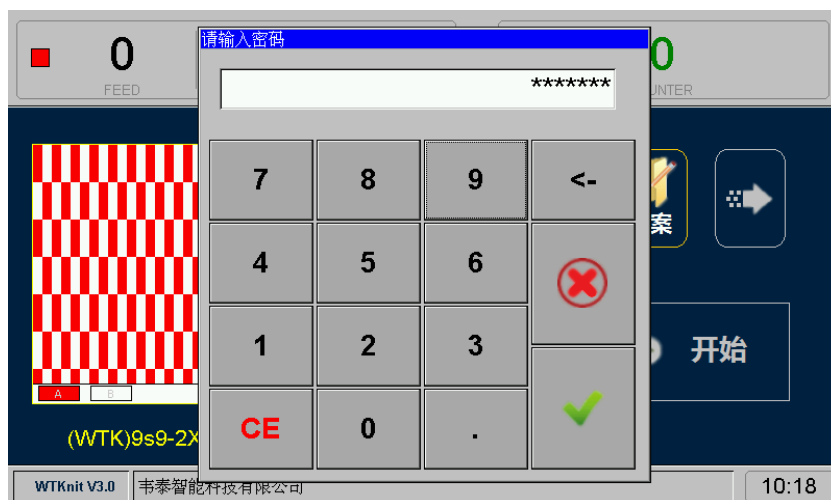 0
FEED
请输入密码
0
UNTER
*******
7 8 9 <-
4 5 6
1 2 3
CE 0 .
案
开始
A B
(WTK)9s9-2X
WTKnit V3.0 韦泰智能科技有限公司 10:18